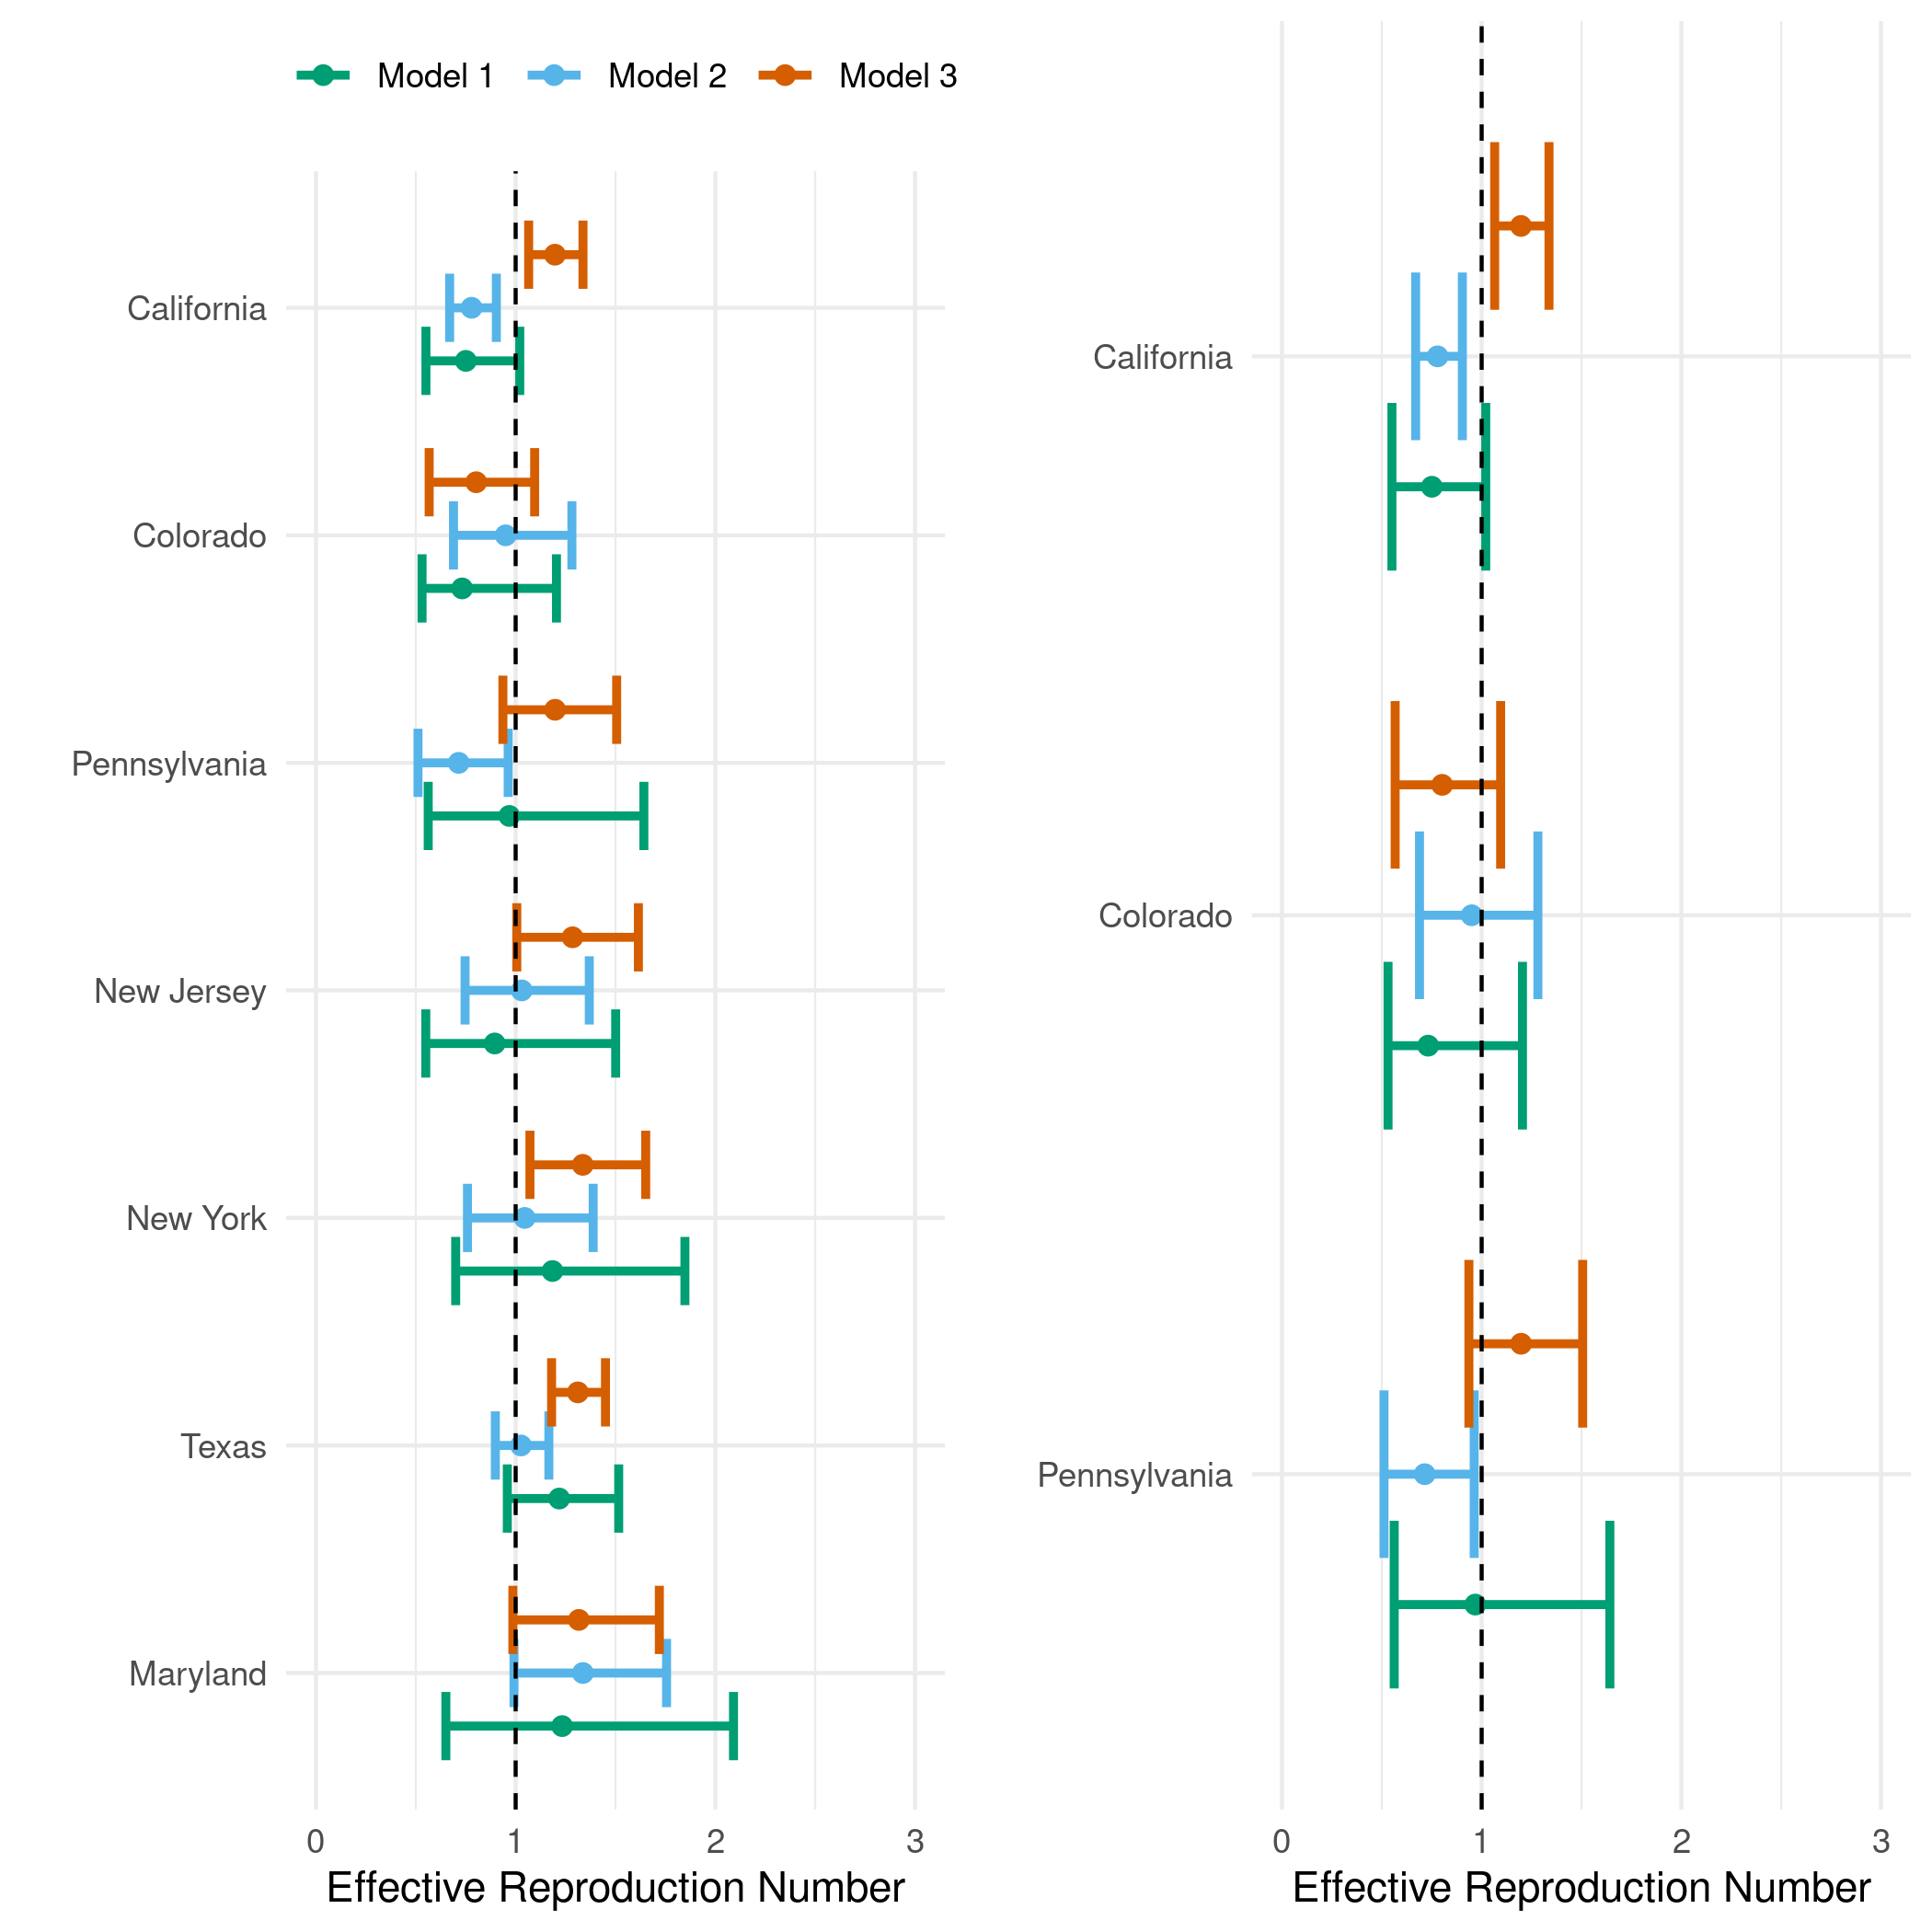 Model 1 Model 2 Model 3
California
Colorado
Pennsylvania
New Jersey
New York
Texas
Maryland
0 1 2 3
Effective Reproduction Number
California
Colorado
Pennsylvania
0 1 2 3
Effective Reproduction Number